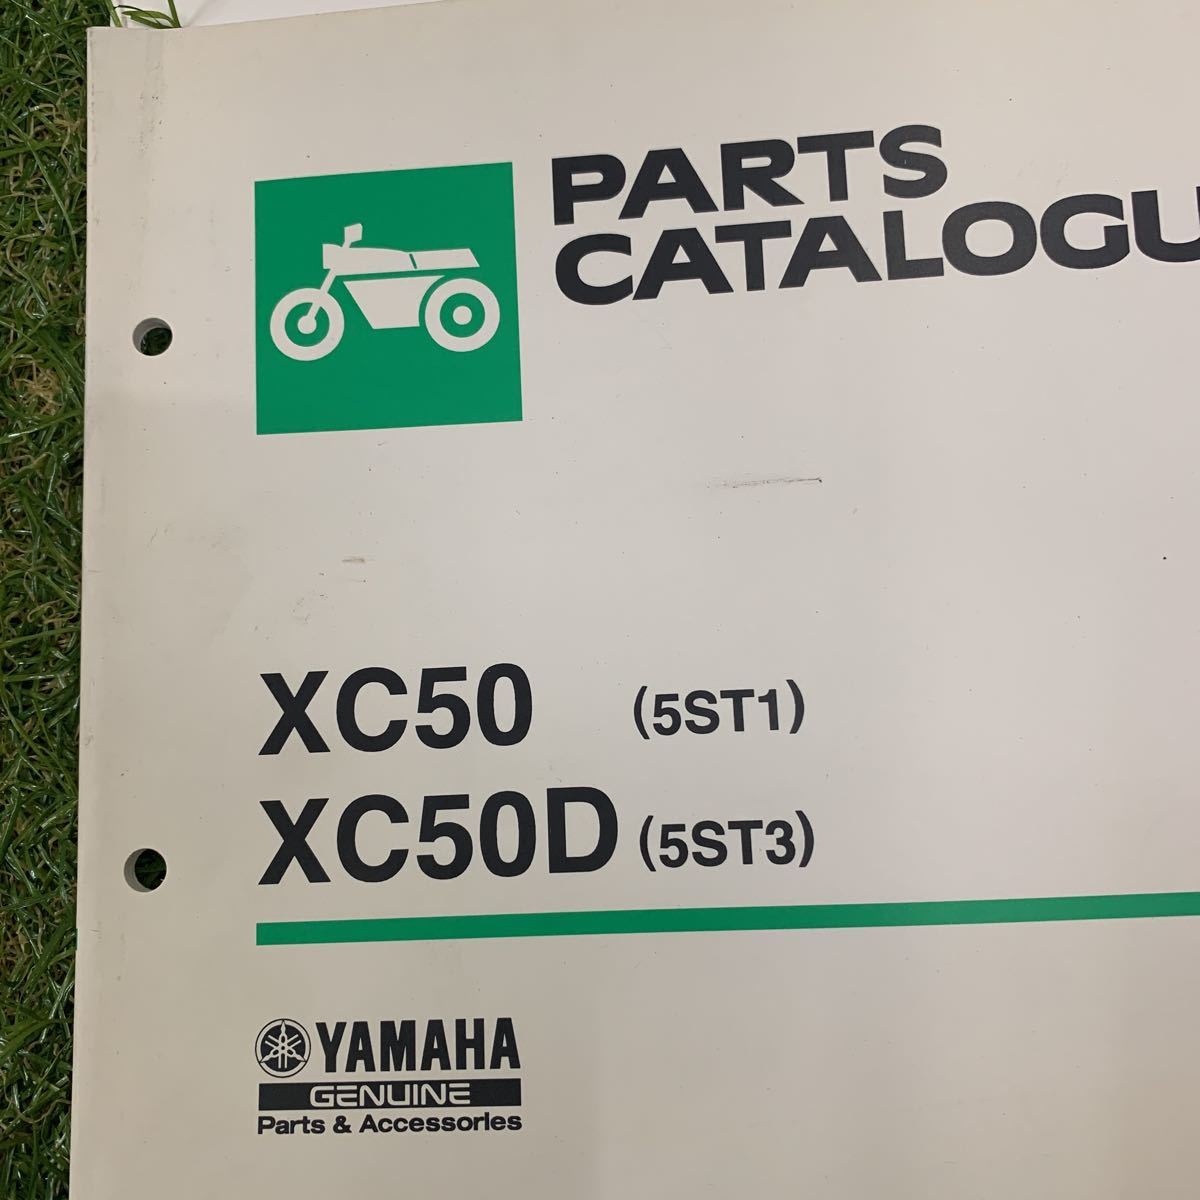 PARTS
CATALOGU
XC50 (5ST1)
XC50D (5ST3)
YAMAHA
GENUINE
Parts & Accessories